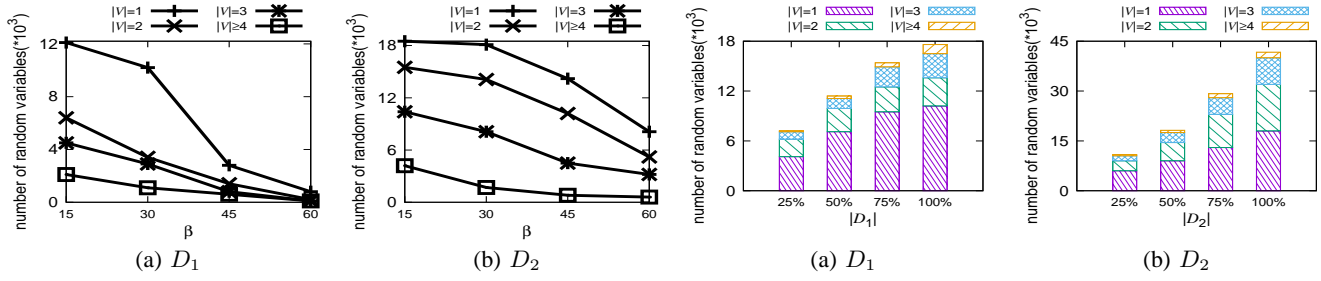 |V|=1 |V|=3
|V|=2 |V|≥4
number of random variables(*10³)
12
8
4
0
15 30 45 60
β
(a) D₁
|V|=1 |V|=3
|V|=2 |V|≥4
number of random variables(*10³)
18
12
6
0
15 30 45 60
β
(b) D₂
|V|=1 |V|=3
|V|=2 |V|≥4
number of random variables(*10³)
18
12
6
0
25% 50% 75% 100%
|D₁|
(a) D₁
|V|=1 |V|=3
|V|=2 |V|≥4
number of random variables(*10³)
45
30
15
0
25% 50% 75% 100%
|D₂|
(b) D₂